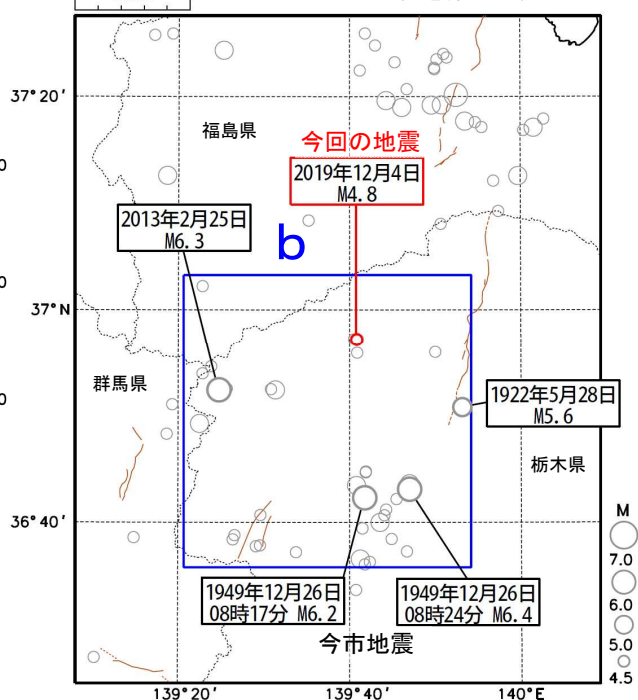 37°20′
福島県
今回の地震
2019年12月4日
M4.8
2013年2月25日
M6.3
b
37°N
群馬県
1922年5月28日
M5.6
栃木県
36°40′
1949年12月26日
08時17分 M6.2
1949年12月26日
08時24分 M6.4
今市地震
M
7.0
6.0
5.0
4.5
139°20′
139°40′
140°E
0
0
0